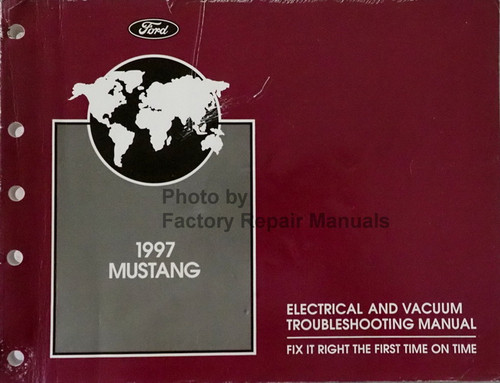 Ford
Photo by
Factory Repair Manuals
1997
MUSTANG
ELECTRICAL AND VACUUM
TROUBLESHOOTING MANUAL
FIX IT RIGHT THE FIRST TIME ON TIME